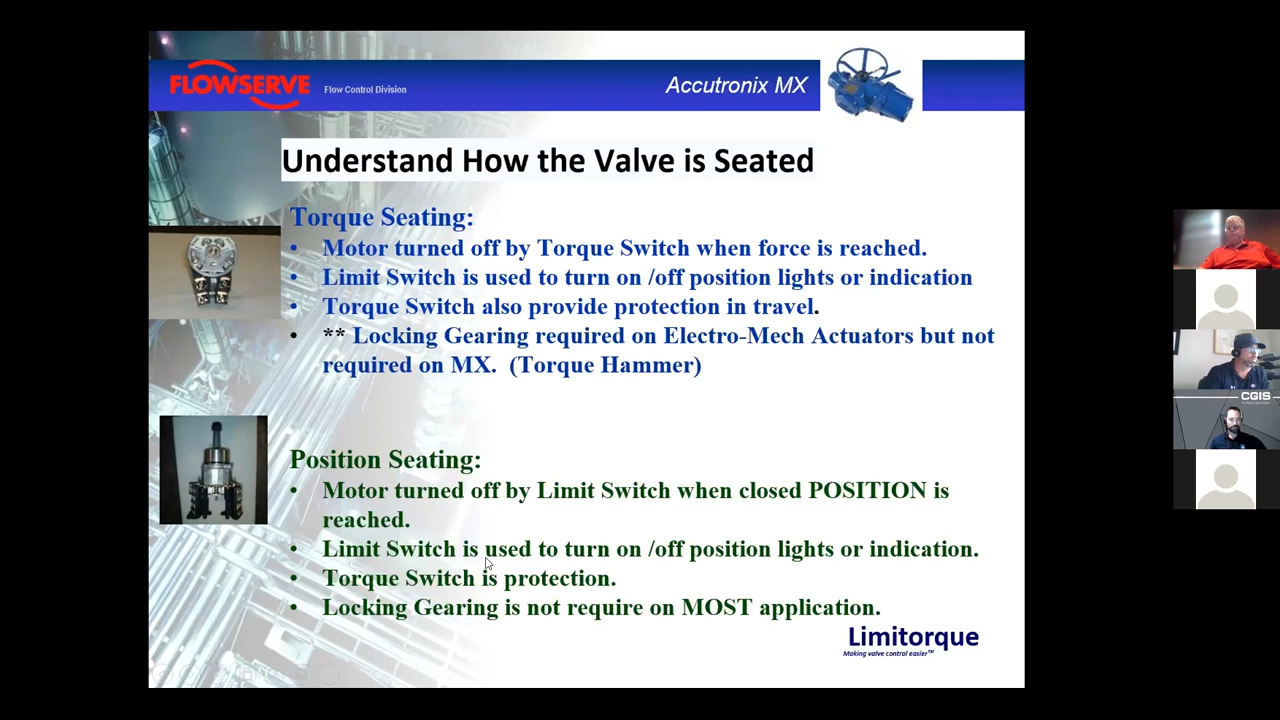 FLOWSERVE
Flow Control Division
Accutronix MX
Understand How the Valve is Seated
Torque Seating:
• Motor turned off by Torque Switch when force is reached.
• Limit Switch is used to turn on /off position lights or indication
• Torque Switch also provide protection in travel.
• ** Locking Gearing required on Electro-Mech Actuators but not
required on MX. (Torque Hammer)
Position Seating:
• Motor turned off by Limit Switch when closed POSITION is
reached.
• Limit Switch is used to turn on /off position lights or indication.
• Torque Switch is protection.
• Locking Gearing is not require on MOST application.
Limitorque
Making valve control easier™
CGIS